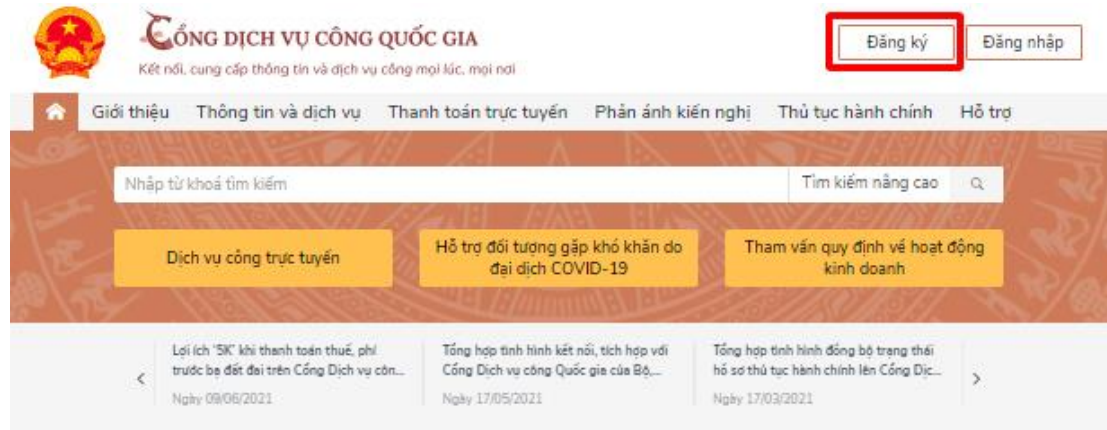 CỔNG DỊCH VỤ CÔNG QUỐC GIA
Kết nối, cung cấp thông tin và dịch vụ công mọi lúc, mọi nơi
Đăng ký
Đăng nhập
Giới thiệu Thông tin và dịch vụ Thanh toán trực tuyến Phản ánh kiến nghị Thủ tục hành chính Hỗ trợ
Nhập từ khoá tìm kiếm
Tìm kiếm nâng cao
Dịch vụ công trực tuyến
Hỗ trợ đối tượng gặp khó khăn do
đại dịch COVID-19
Tham vấn quy định về hoạt động
kinh doanh
Lợi ích "5K" khi thanh toán thuế, phí
trước bạ đất đai trên Cổng Dịch vụ côn...
Ngày 09/06/2021
Tổng hợp tình hình kết nối, tích hợp với
Cổng Dịch vụ công Quốc gia của Bộ,...
Ngày 17/05/2021
Tổng hợp tình hình đồng bộ trạng thái
hồ sơ thủ tục hành chính lên Cổng Dịc...
Ngày 17/03/2021